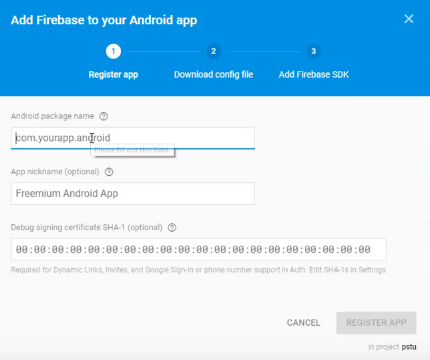 Add Firebase to your Android app
1 2 3
Register app Download config file Add Firebase SDK
Android package name
com.yourapp.android
Please fill out this field.
App nickname (optional)
Freemium Android App
Debug signing certificate SHA-1 (optional)
00:00:00:00:00:00:00:00:00:00:00:00:00:00:00:00:00:00:00:00
Required for Dynamic Links, Invites, and Google Sign-In or phone number support in Auth. Edit SHA-1s in Settings.
CANCEL REGISTER APP
in project pstu